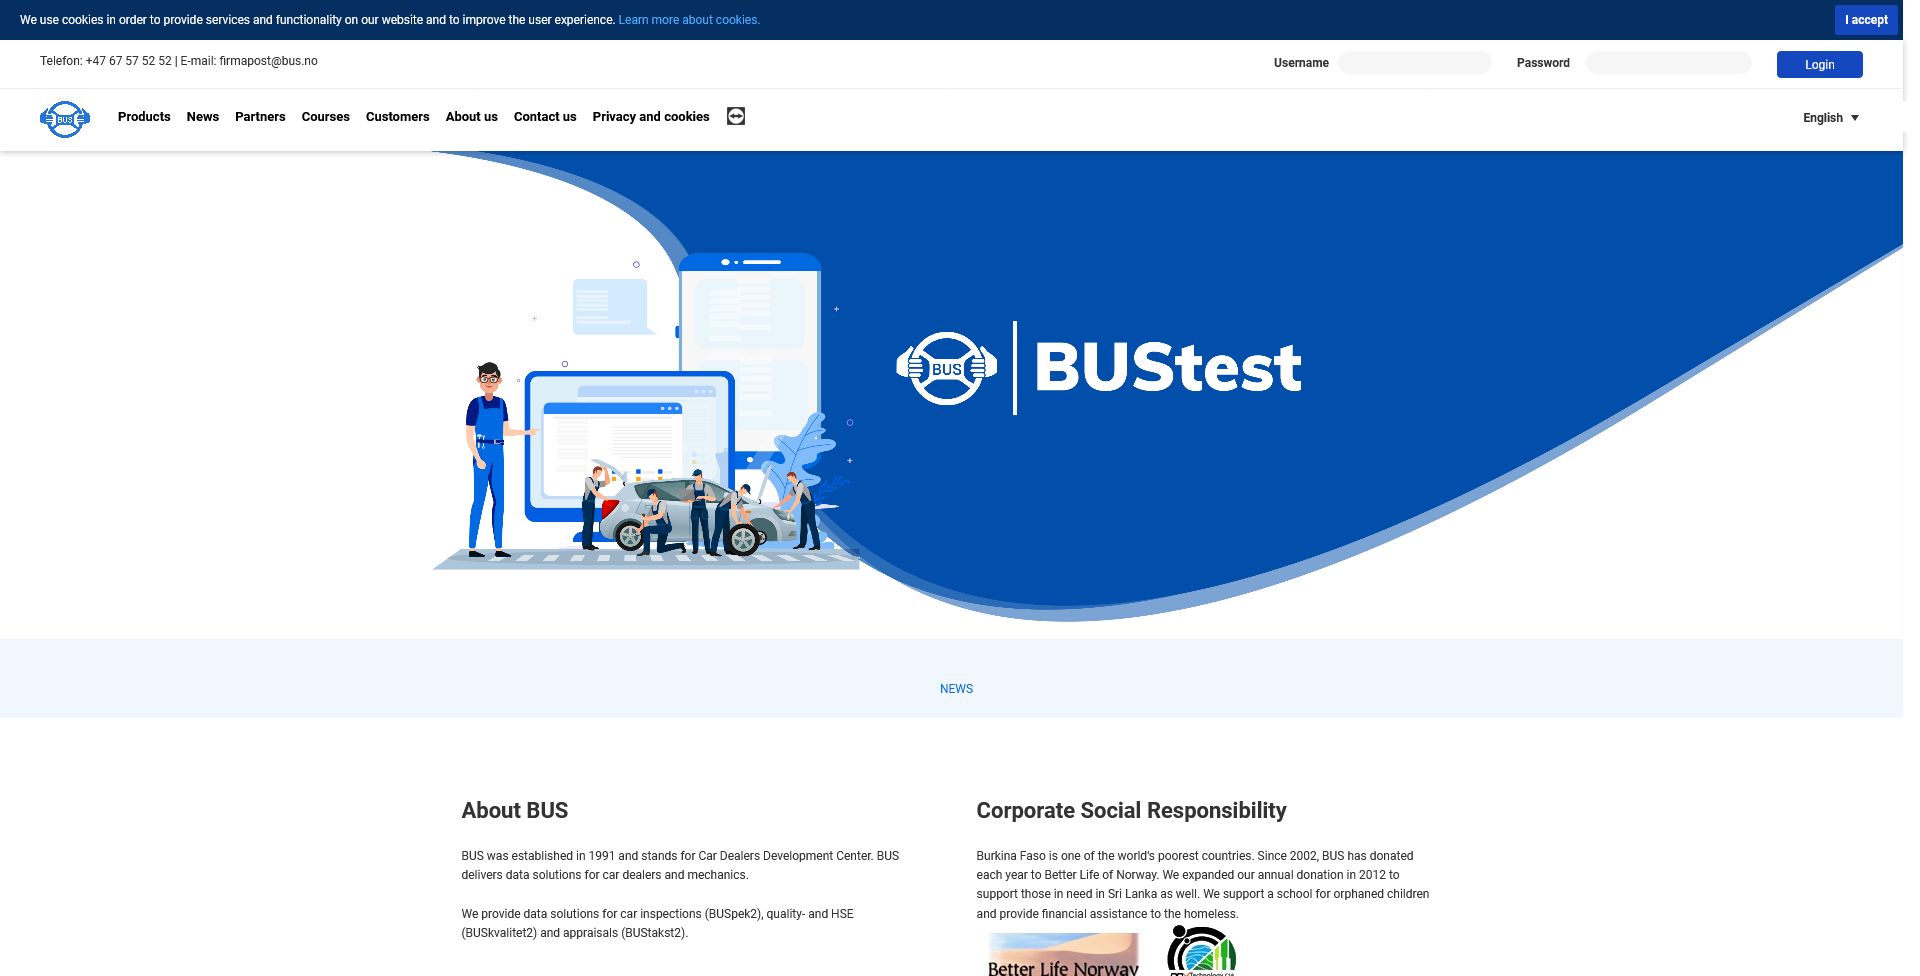 We use cookies in order to provide services and functionality on our website and to improve the user experience. Learn more about cookies.
I accept
Telefon: +47 67 57 52 52 | E-mail: firmapost@bus.no
Username
Password
Login
BUS
Products
News
Partners
Courses
Customers
About us
Contact us
Privacy and cookies
English
BUS
BUStest
NEWS
About BUS
BUS was established in 1991 and stands for Car Dealers Development Center. BUS
delivers data solutions for car dealers and mechanics.
We provide data solutions for car inspections (BUSpek2), quality- and HSE
(BUSkvalitet2) and appraisals (BUStakst2).
Corporate Social Responsibility
Burkina Faso is one of the world's poorest countries. Since 2002, BUS has donated
each year to Better Life of Norway. We expanded our annual donation in 2012 to
support those in need in Sri Lanka as well. We support a school for orphaned children
and provide financial assistance to the homeless.
Better Life Norway